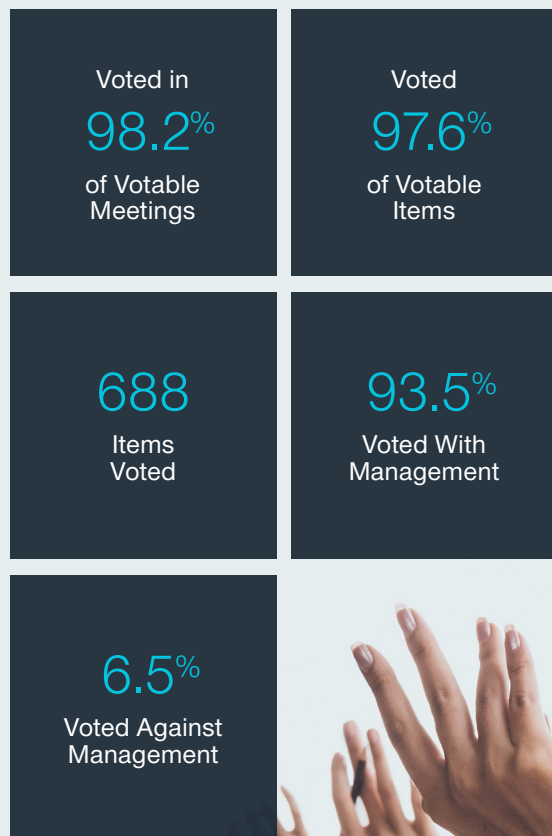 Voted in
98.2%
of Votable
Meetings
Voted
97.6%
of Votable
Items
688
Items
Voted
93.5%
Voted With
Management
6.5%
Voted Against
Management